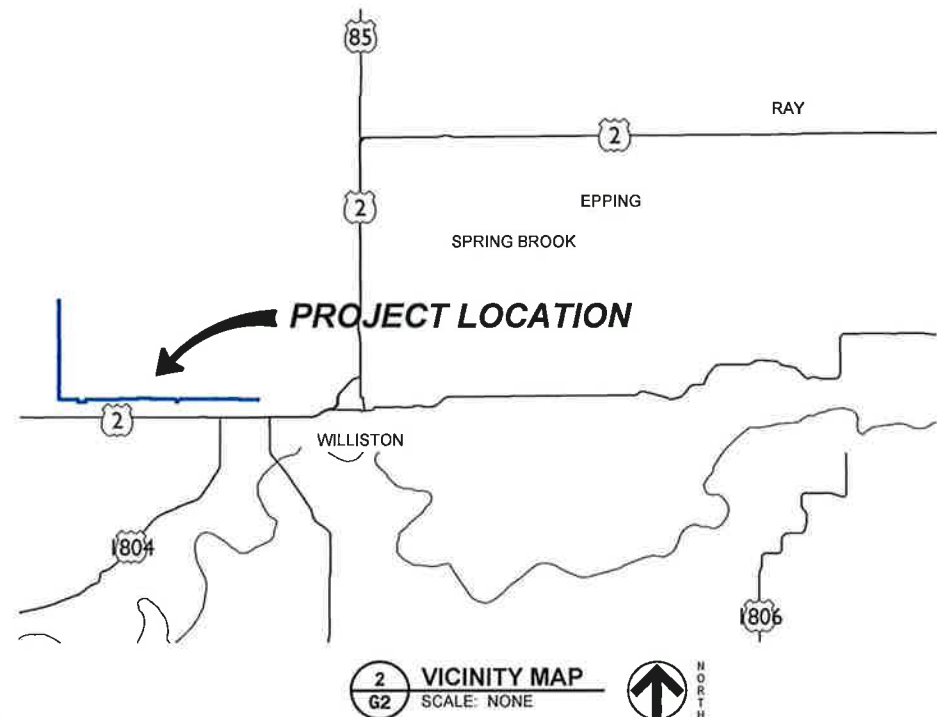 85
RAY
2
2
EPPING
SPRING BROOK
PROJECT LOCATION
2
WILLISTON
1804
1806
2
G2
VICINITY MAP
SCALE: NONE
NORTH